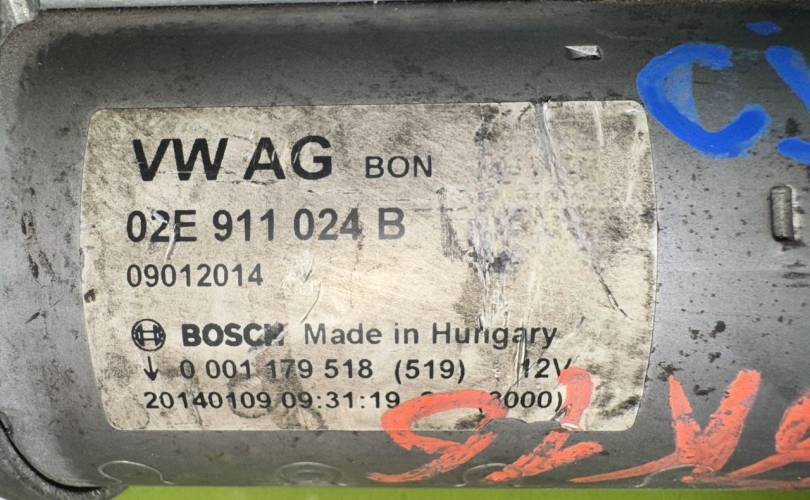 VW AG BON
02E 911 024 B
09012014
BOSCH Made in Hungary
↓ 0 001 179 518 (519) 12V
20140109 09:31:19 (3000)